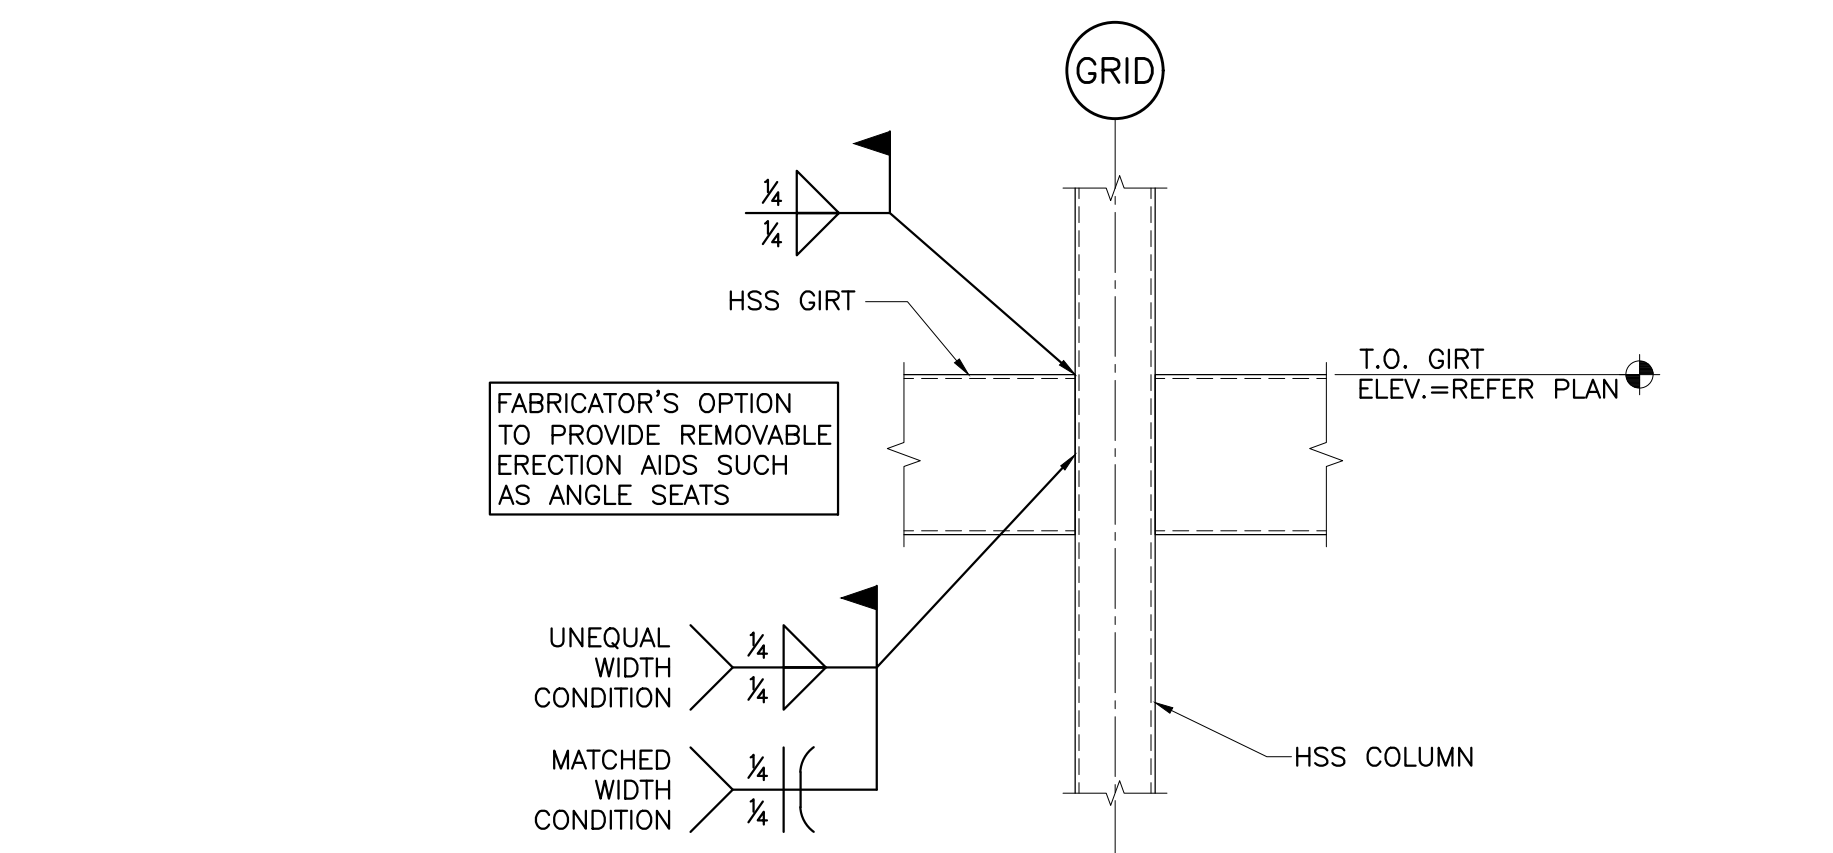 GRID
1/4
1/4
HSS GIRT
T.O. GIRT
ELEV.=REFER PLAN
FABRICATOR'S OPTION
TO PROVIDE REMOVABLE
ERECTION AIDS SUCH
AS ANGLE SEATS
UNEQUAL
WIDTH
CONDITION
1/4
1/4
MATCHED
WIDTH
CONDITION
1/4
1/4
HSS COLUMN